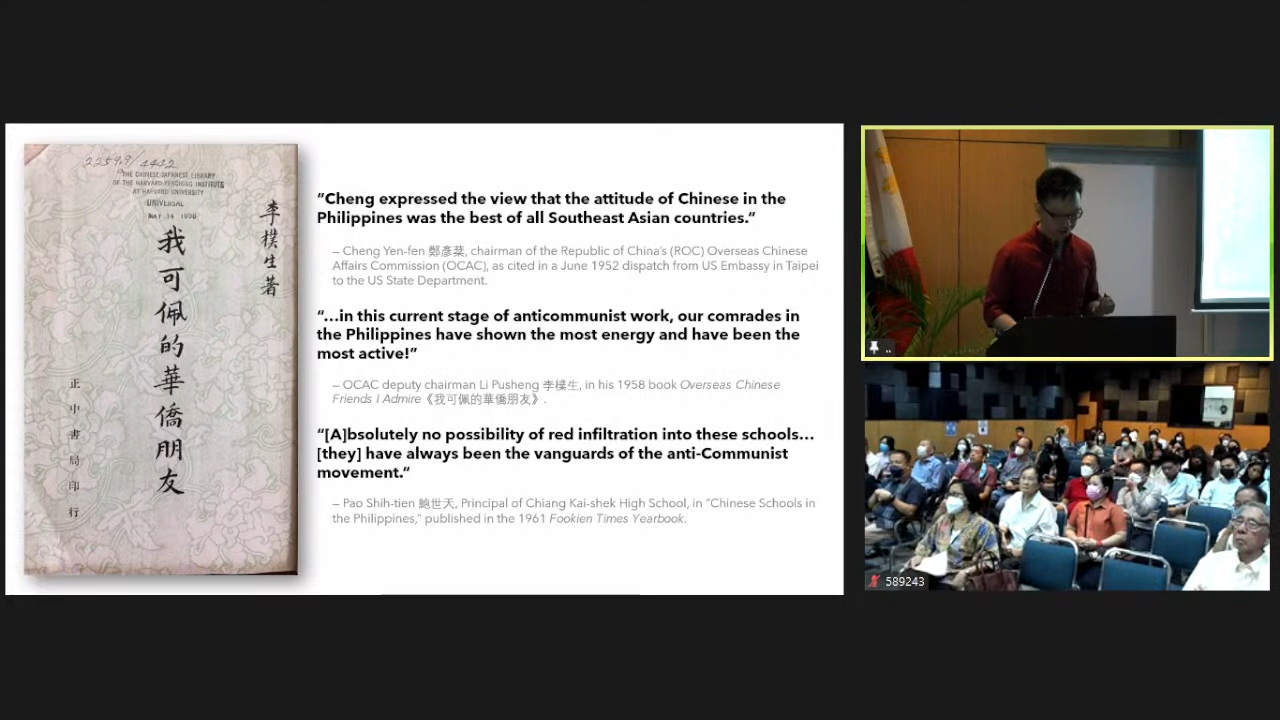 22599/4442
THE CHINESE-JAPANESE LIBRARY
OF THE HARVARD-YENCHING INSTITUTE
AT HARVARD UNIVERSITY
UNIVERSAL
MAY 14 1958
李樸生著
我可佩的華僑朋友
正中書局印行
“Cheng expressed the view that the attitude of Chinese in the
Philippines was the best of all Southeast Asian countries.”
– Cheng Yen-fen 鄭彥棻, chairman of the Republic of China’s (ROC) Overseas Chinese
Affairs Commission (OCAC), as cited in a June 1952 dispatch from US Embassy in Taipei
to the US State Department.
“…in this current stage of anticommunist work, our comrades in
the Philippines have shown the most energy and have been the
most active!”
– OCAC deputy chairman Li Pusheng 李樸生, in his 1958 book Overseas Chinese
Friends I Admire《我可佩的華僑朋友》.
“[A]bsolutely no possibility of red infiltration into these schools…
[they] have always been the vanguards of the anti-Communist
movement.“
– Pao Shih-tien 鮑世天, Principal of Chiang Kai-shek High School, in “Chinese Schools in
the Philippines,” published in the 1961 Fookien Times Yearbook.
..
589243